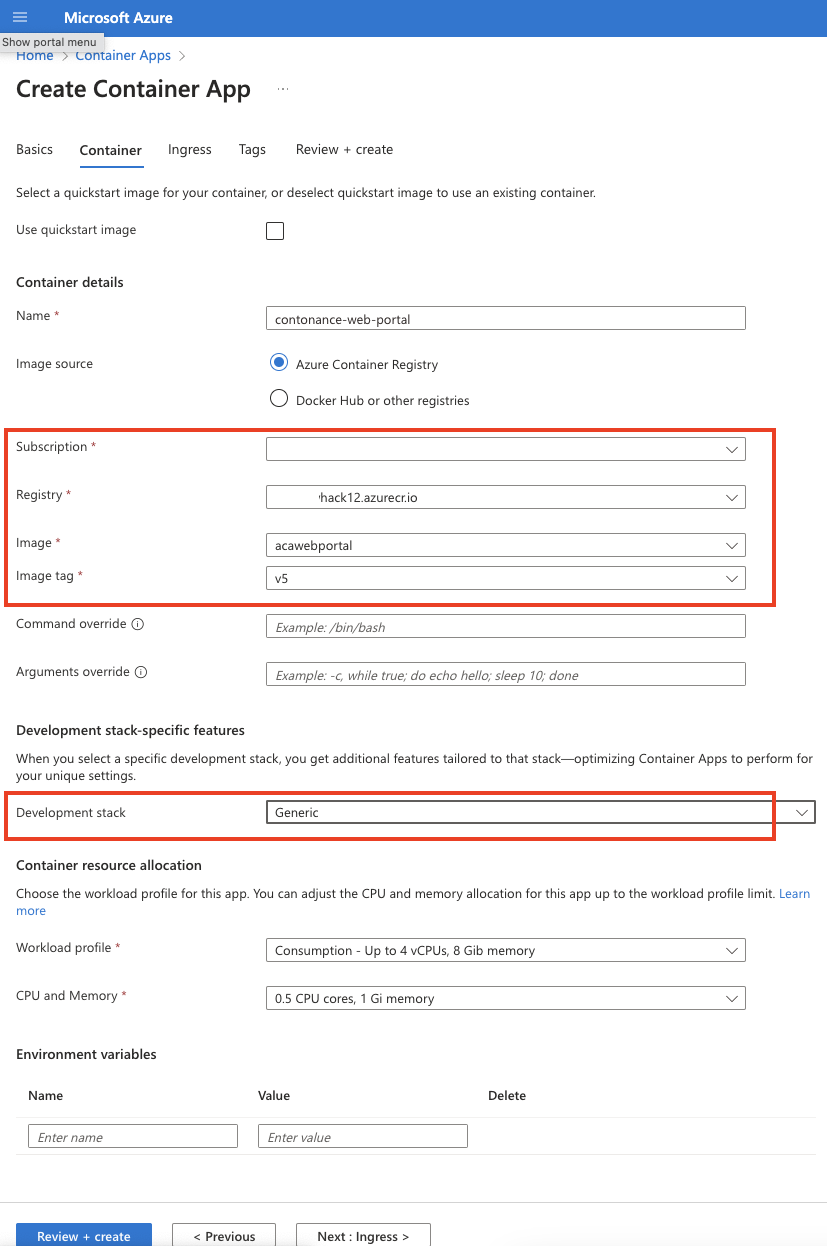 Microsoft Azure
Show portal menu
Home > Container Apps >
Create Container App ...
Basics Container Ingress Tags Review + create
Select a quickstart image for your container, or deselect quickstart image to use an existing container.
Use quickstart image
Container details
Name * contonance-web-portal
Image source Azure Container Registry
Docker Hub or other registries
Subscription *
Registry * hack12.azurecr.io
Image * acawebportal
Image tag * v5
Command override Example: /bin/bash
Arguments override Example: -c, while true; do echo hello; sleep 10; done
Development stack-specific features
When you select a specific development stack, you get additional features tailored to that stack—optimizing Container Apps to perform for
your unique settings.
Development stack Generic
Container resource allocation
Choose the workload profile for this app. You can adjust the CPU and memory allocation for this app up to the workload profile limit. Learn
more
Workload profile * Consumption - Up to 4 vCPUs, 8 Gib memory
CPU and Memory * 0.5 CPU cores, 1 Gi memory
Environment variables
Name Value Delete
Enter name Enter value
Review + create < Previous Next : Ingress >